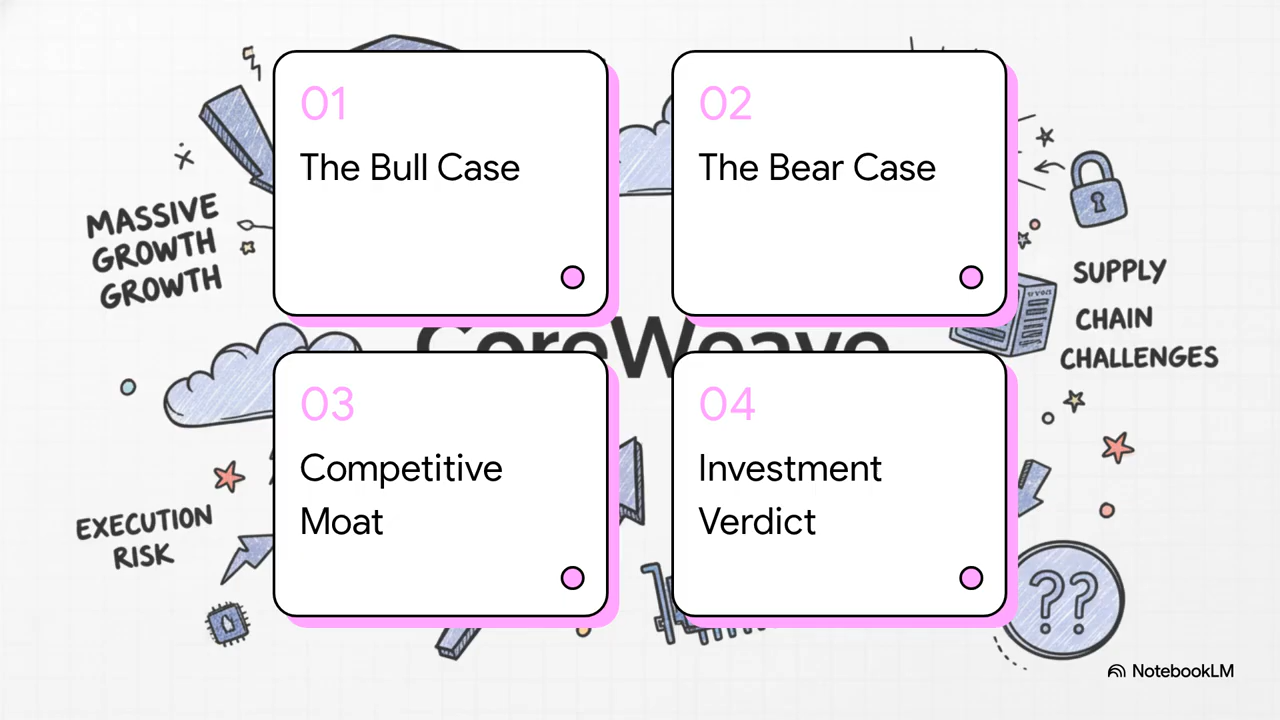 01
The Bull Case
02
The Bear Case
MASSIVE
GROWTH
GROWTH
SUPPLY
CHAIN
CHALLENGES
CoreWeave
03
Competitive
Moat
04
Investment
Verdict
EXECUTION
RISK
??
NotebookLM